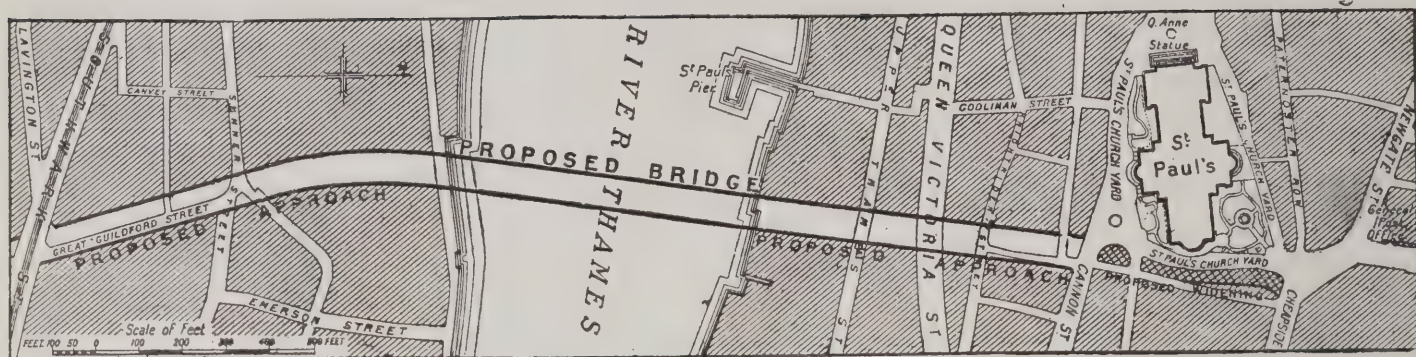 LAVINGTON ST.
SOUTHWARK ST.
CANVEY STREET
SUMNER STREET
GREAT GUILDFORD STREET
PROPOSED APPROACH
EMERSON STREET
Scale of Feet
FEET 100 50 0 100 200 300 400 500 FEET
RIVER THAMES
PROPOSED BRIDGE
St Paul's
Pier
UPPER THAMES ST
QUEEN VICTORIA ST
GODLIMAN STREET
PROPOSED APPROACH
CANNON ST
Q. Anne
Statue
ST PAUL'S CHURCH YARD
St
Paul's
ST PAUL'S CHURCH YARD
ST PAUL'S CHURCH YARD
PROPOSED WIDENING
PATERNOSTER ROW
NEWGATE ST.
General
Post
Office
CHEAPSIDE